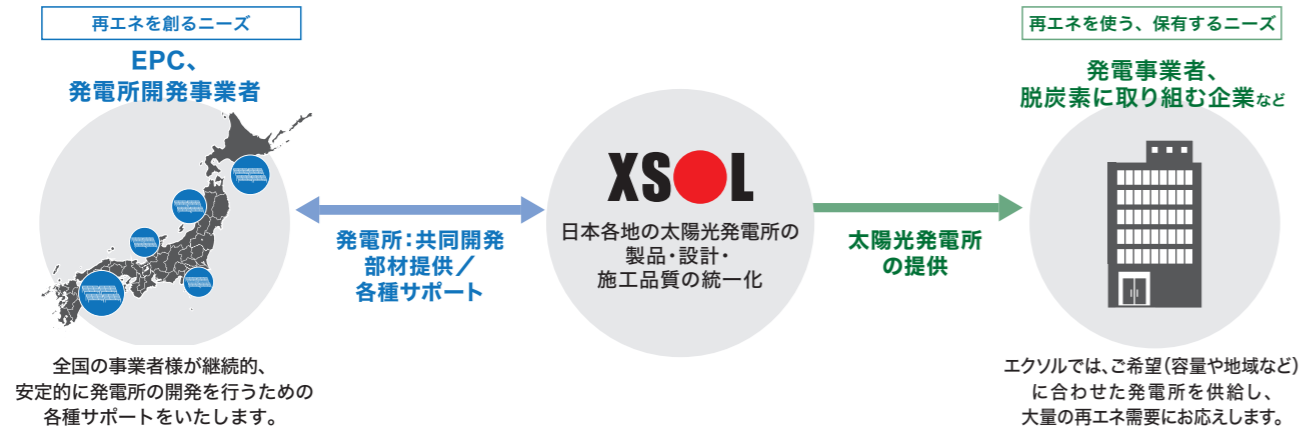 再エネを創るニーズ
EPC、
発電所開発事業者
発電所：共同開発
部材提供／
各種サポート
全国の事業者様が継続的、
安定的に発電所の開発を行うための
各種サポートをいたします。
XSOL
日本各地の太陽光発電所の
製品・設計・
施工品質の統一化
太陽光発電所
の提供
再エネを使う、保有するニーズ
発電事業者、
脱炭素に取り組む企業など
エクソルでは、ご希望（容量や地域など）
に合わせた発電所を供給し、
大量の再エネ需要にお応えします。